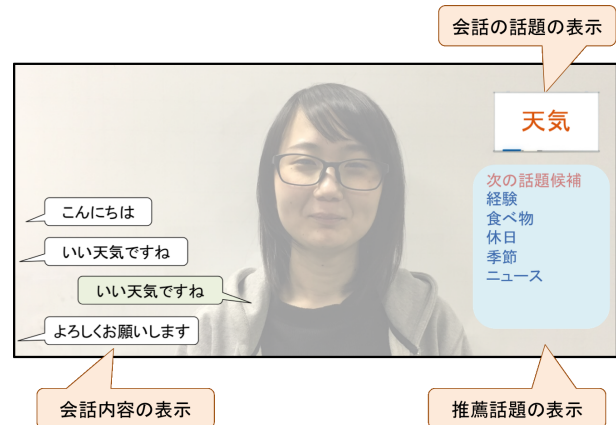 会話の話題の表示
天気
次の話題候補
経験
食べ物
休日
季節
ニュース
こんにちは
いい天気ですね
いい天気ですね
よろしくお願いします
会話内容の表示
推薦話題の表示